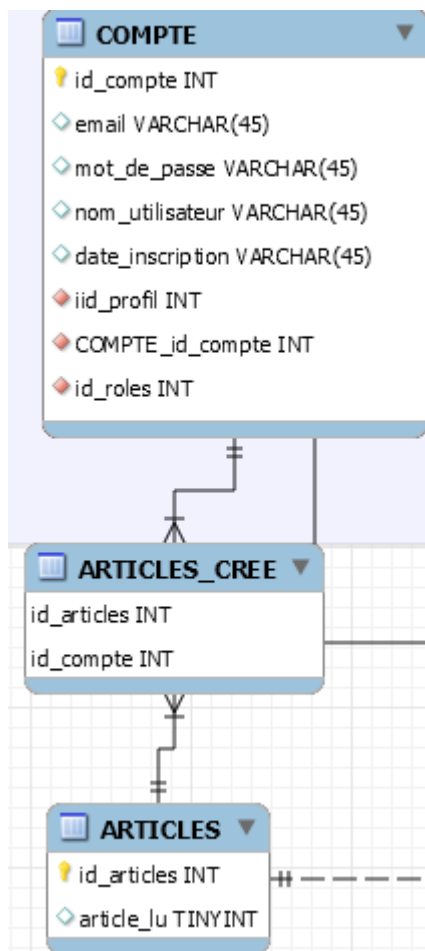 COMPTE
id_compte INT
email VARCHAR(45)
mot_de_passe VARCHAR(45)
nom_utilisateur VARCHAR(45)
date_inscription VARCHAR(45)
iid_profil INT
COMPTE_id_compte INT
id_roles INT
ARTICLES_CREE
id_articles INT
id_compte INT
ARTICLES
id_articles INT
article_lu TINYINT